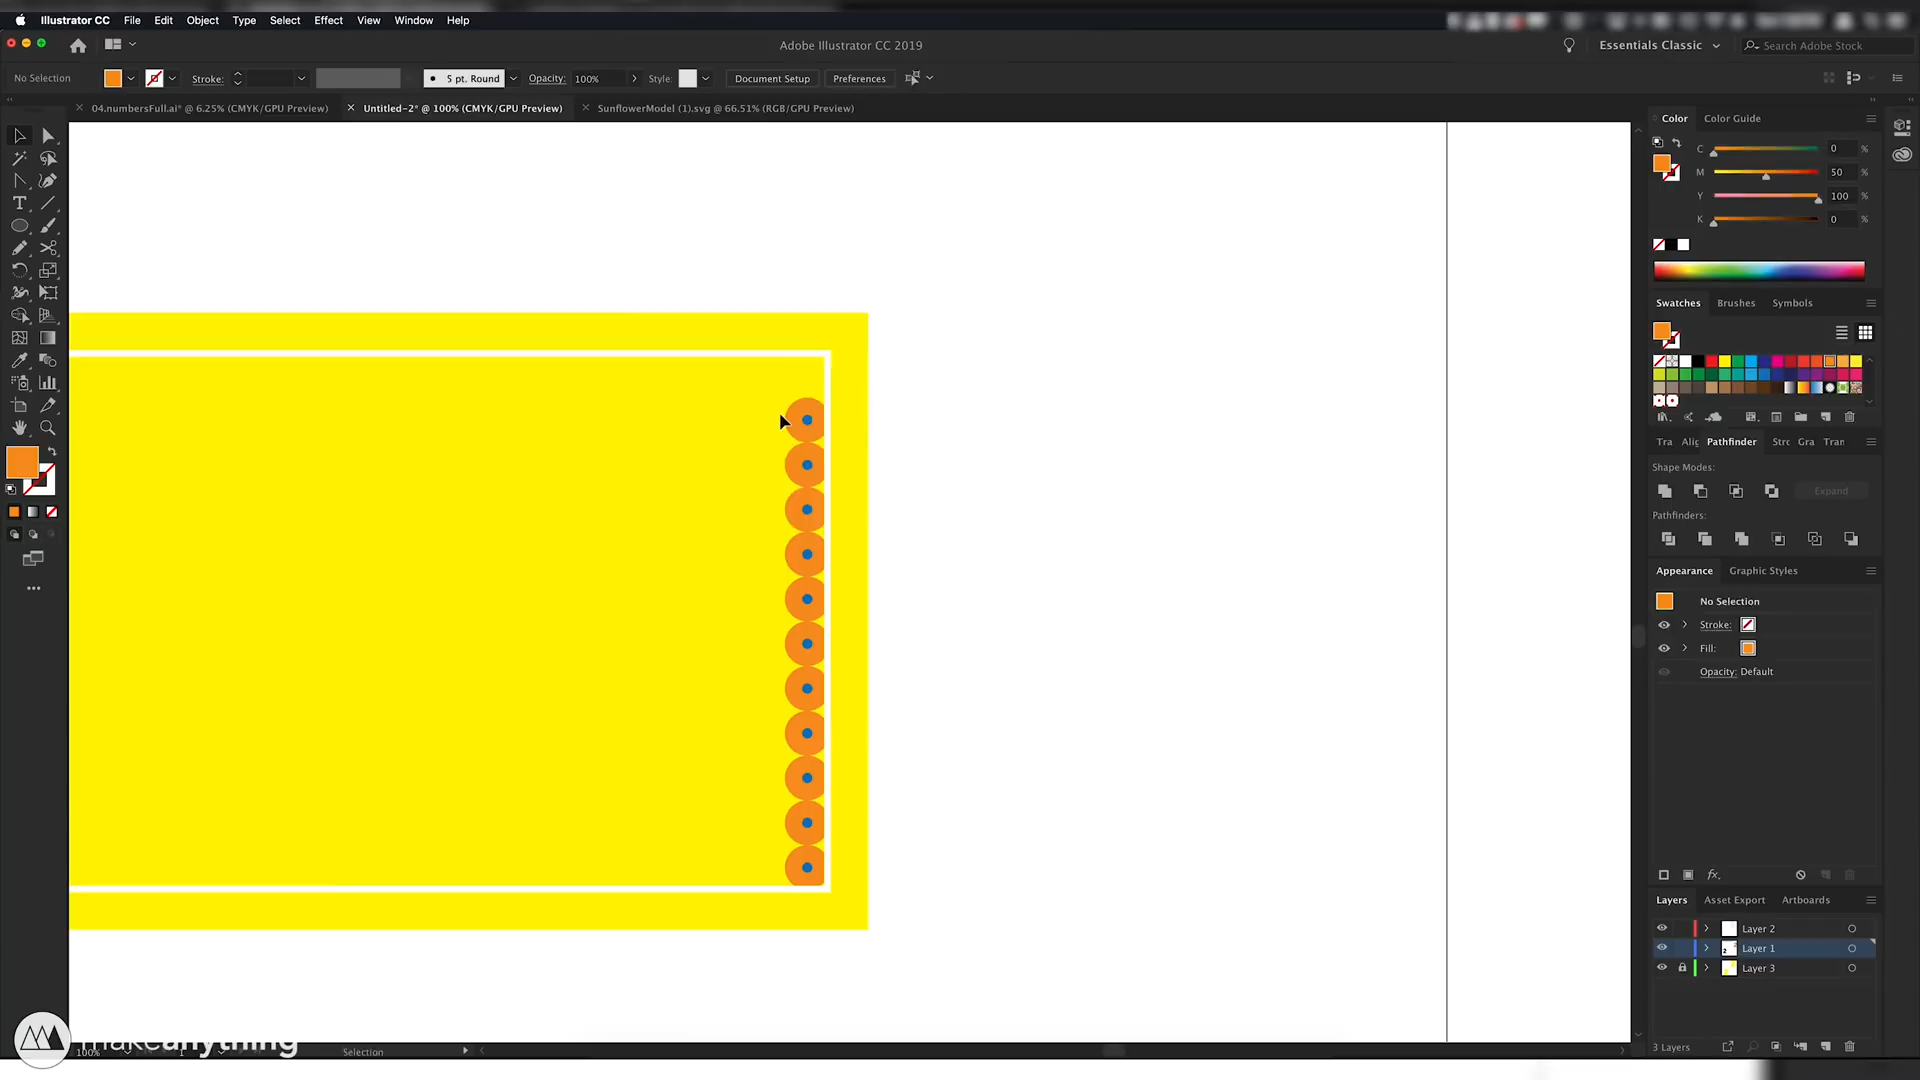 Illustrator CC File Edit Object Type Select Effect View Window Help
Adobe Illustrator CC 2019
Essentials Classic
Search Adobe Stock
No Selection
Stroke:
5 pt. Round
Opacity: 100%
Style:
Document Setup
Preferences
04.numbersFull.ai* @ 6.25% (CMYK/GPU Preview)
Untitled-2* @ 100% (CMYK/GPU Preview)
SunflowerModel (1).svg @ 66.51% (RGB/GPU Preview)
Color Color Guide
C 0 %
M 50 %
Y 100 %
K 0 %
Swatches Brushes Symbols
Tra Alig Pathfinder Strc Gra Tran
Shape Modes:
Expand
Pathfinders:
Appearance Graphic Styles
No Selection
Stroke:
Fill:
Opacity: Default
Layers Asset Export Artboards
Layer 2
Layer 1
Layer 3
3 Layers
makeanything
100%
1
Selection